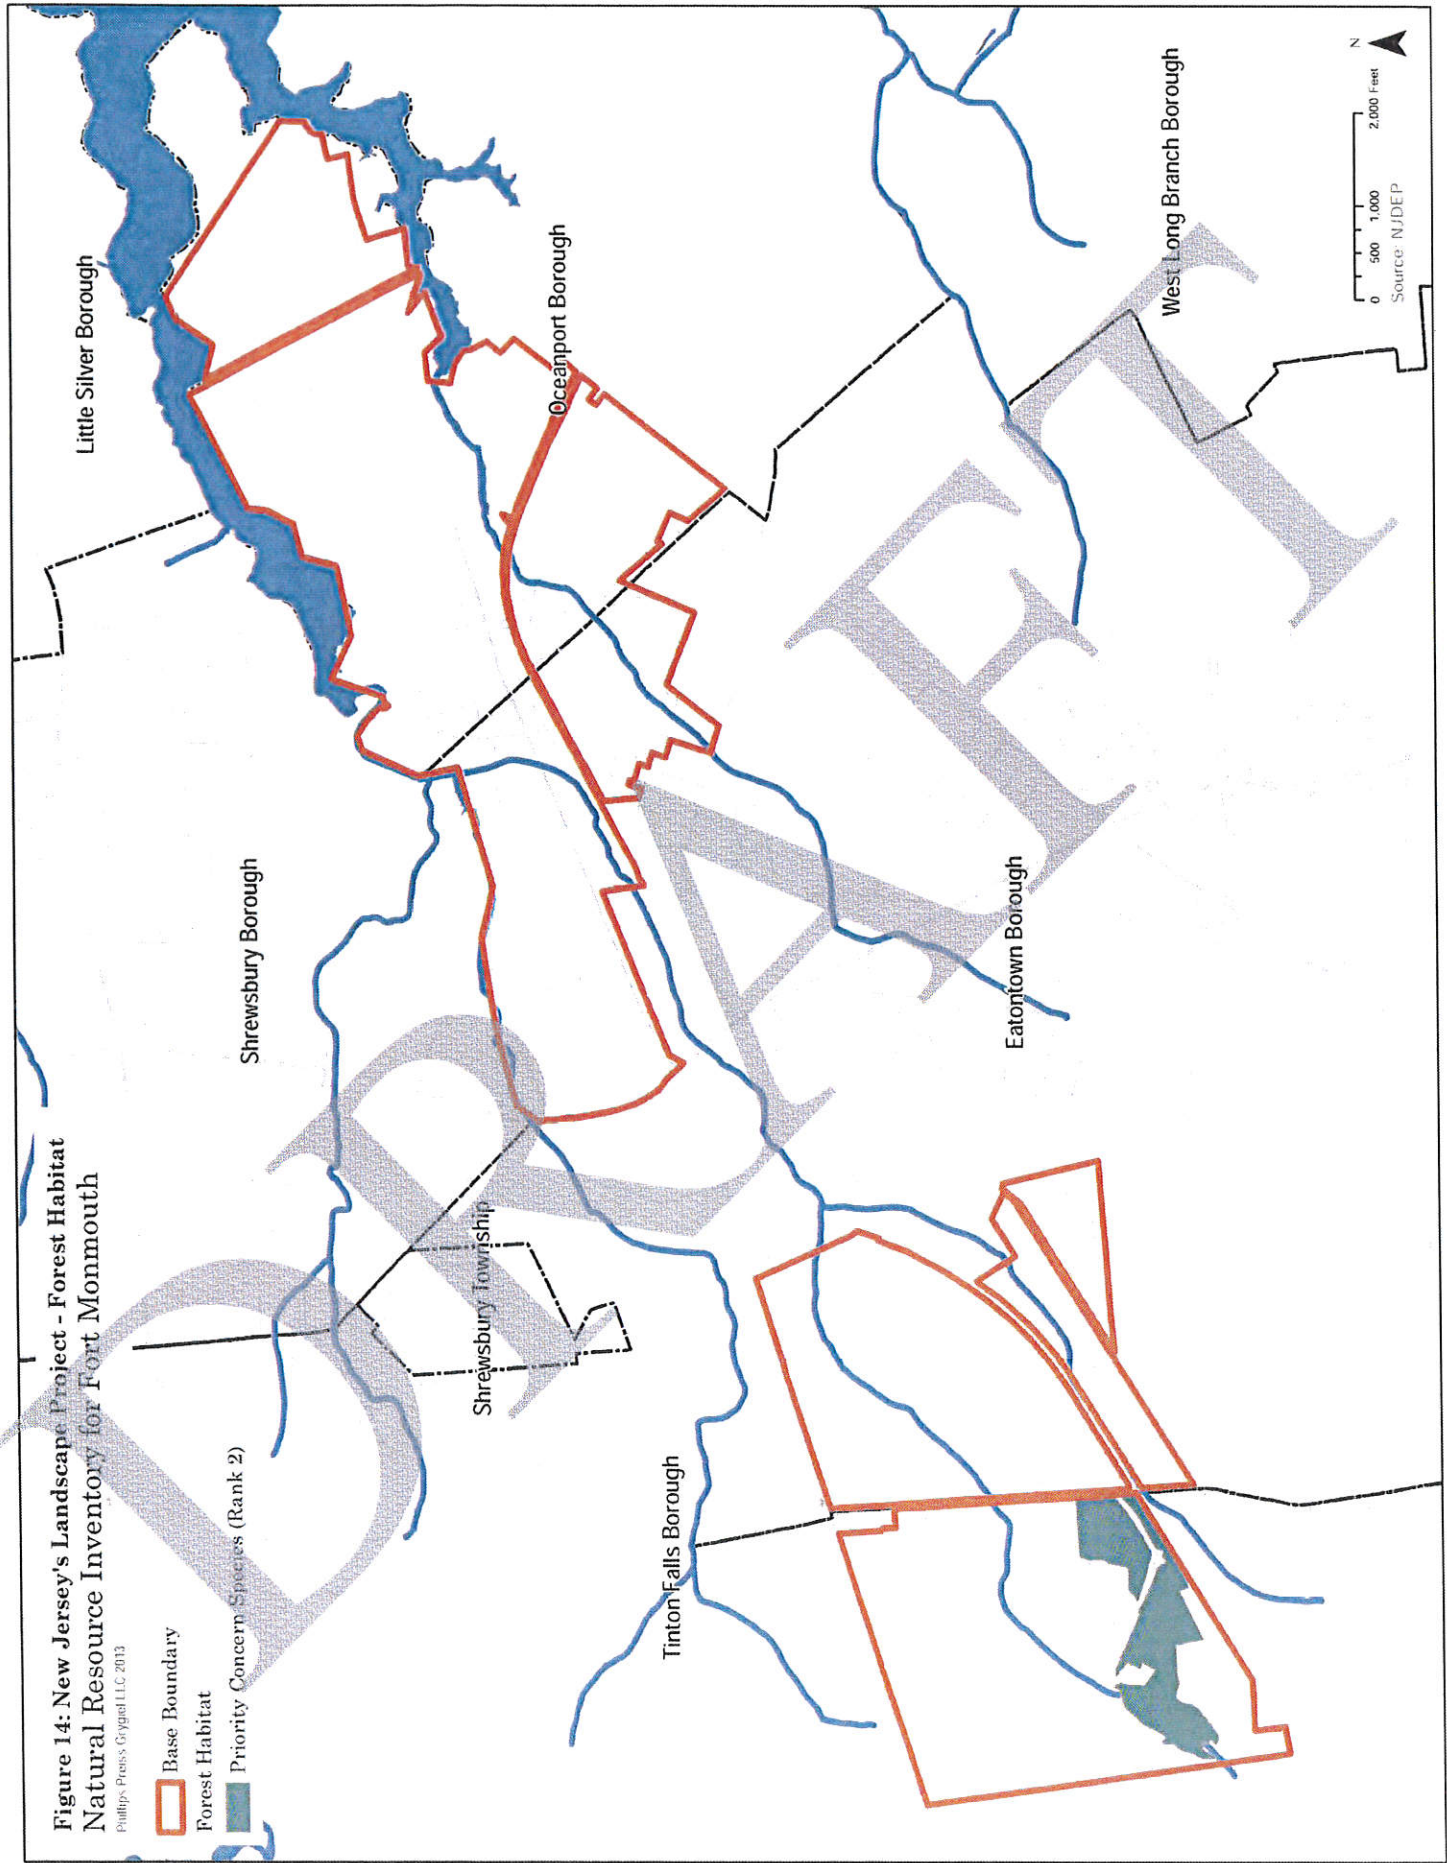 Figure 14: New Jersey's Landscape Project - Forest Habitat
Natural Resource Inventory for Fort Monmouth
Phillips Preiss Grygiel LLC 2013
Base Boundary
Forest Habitat
Priority Concern Species (Rank 2)
Little Silver Borough
Shrewsbury Borough
Oceanport Borough
Shrewsbury Township
Tinton Falls Borough
Eatontown Borough
West Long Branch Borough
DRAFT
N
0 500 1,000 2,000 Feet
Source: NJDEP